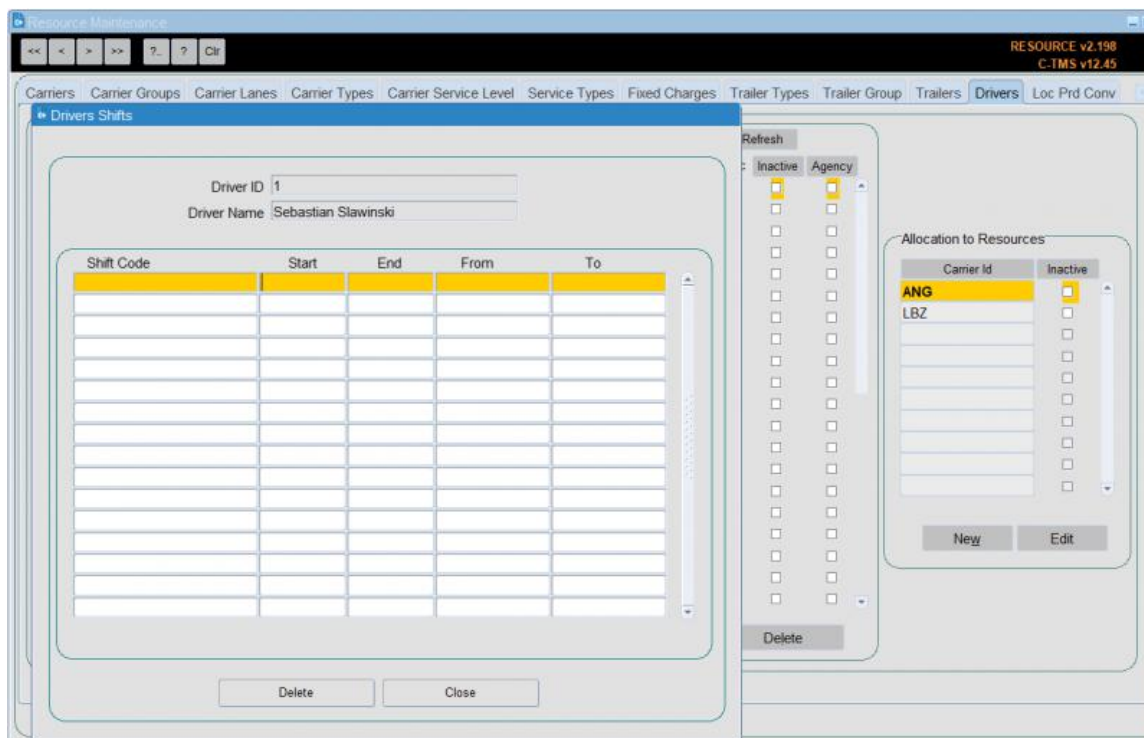 Resource Maintenance
<< < > >> ?.. ? Clr
RESOURCE v2.198
C-TMS v12.45
Carriers Carrier Groups Carrier Lanes Carrier Types Carrier Service Level Service Types Fixed Charges Trailer Types Trailer Group Trailers Drivers Loc Prd Conv
Drivers Shifts
Refresh
Inactive Agency
Driver ID 1
Driver Name Sebastian Slawinski
Shift Code Start End From To
Allocation to Resources
Carrier Id Inactive
ANG
LBZ
New Edit
Delete
Delete Close